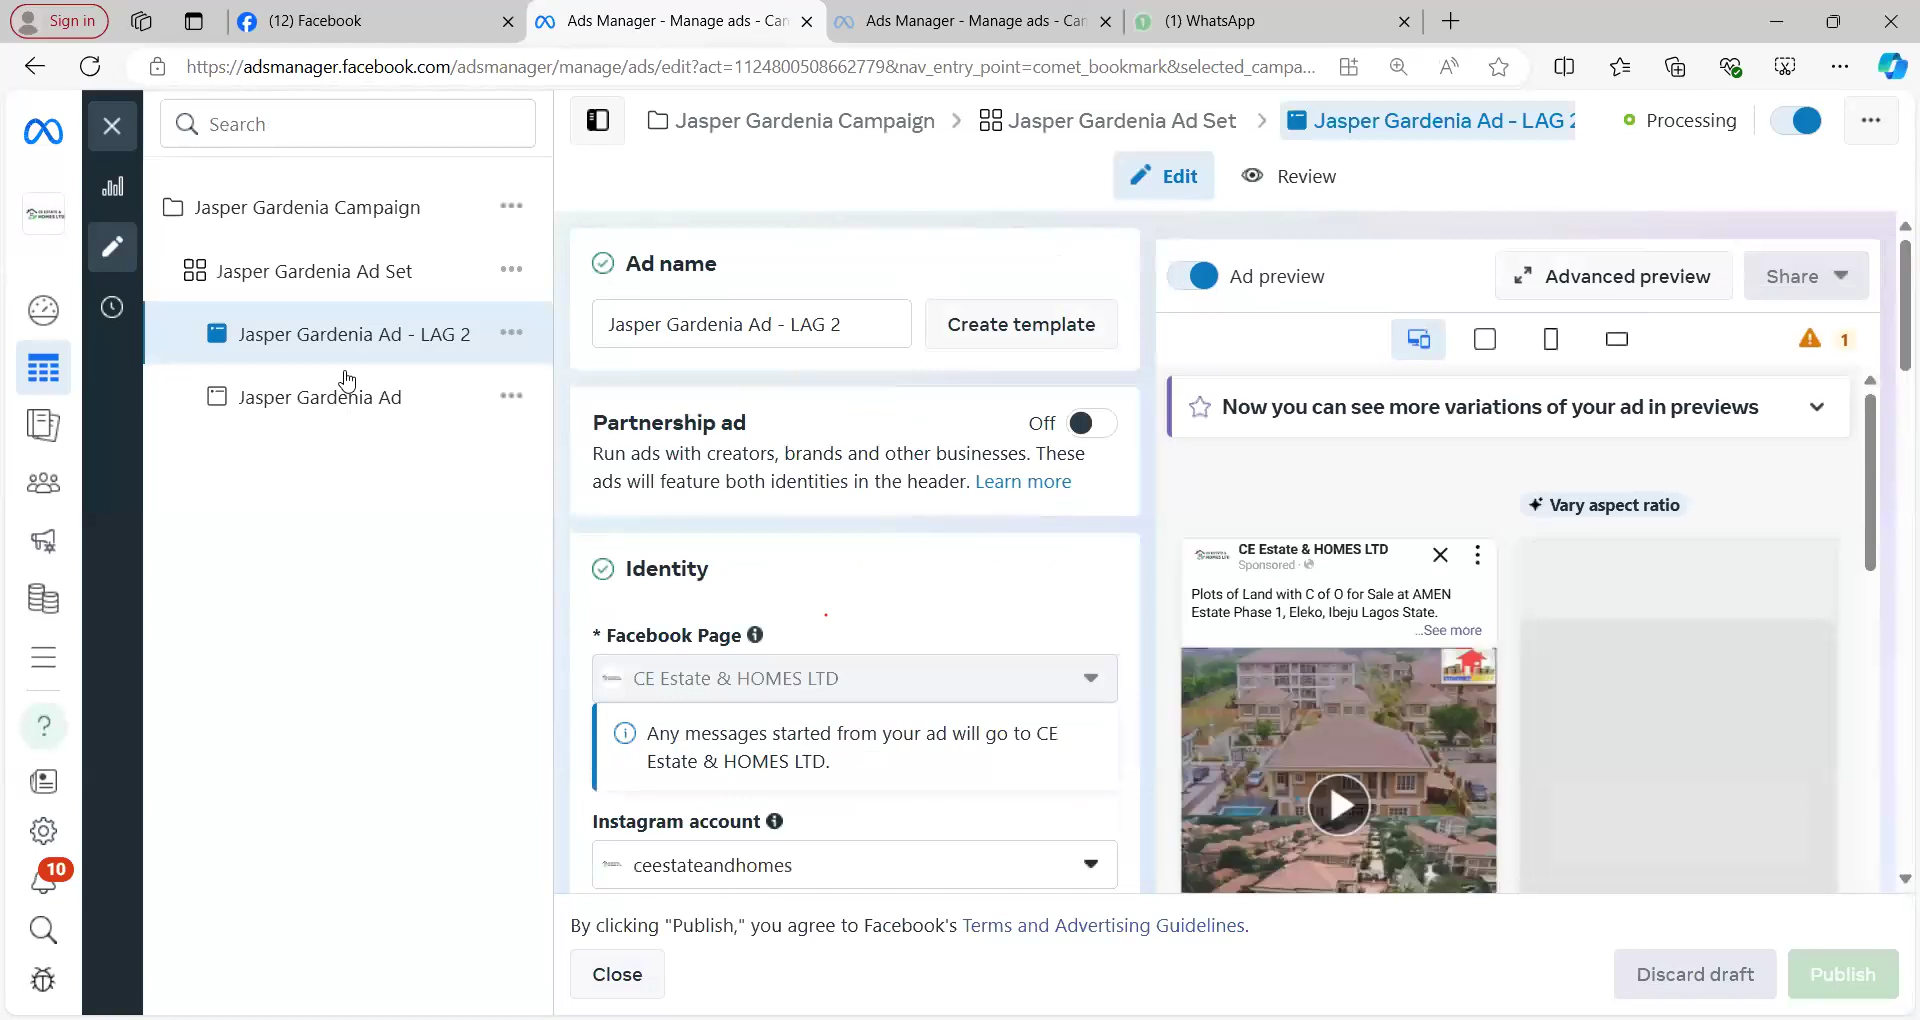 Sign in
(12) Facebook
Ads Manager - Manage ads - Can
Ads Manager - Manage ads - Can
(1) WhatsApp
https://adsmanager.facebook.com/adsmanager/manage/ads/edit?act=1124800508662779&nav_entry_point=comet_bookmark&selected_campa...
Search
Jasper Gardenia Campaign
Jasper Gardenia Ad Set
Jasper Gardenia Ad - LAG 2
Processing
Edit
Review
Jasper Gardenia Campaign
Jasper Gardenia Ad Set
Jasper Gardenia Ad - LAG 2
Jasper Gardenia Ad
10
Ad name
Jasper Gardenia Ad - LAG 2
Create template
Partnership ad
Off
Run ads with creators, brands and other businesses. These
ads will feature both identities in the header. Learn more
Identity
* Facebook Page
CE Estate & HOMES LTD
Any messages started from your ad will go to CE
Estate & HOMES LTD.
Instagram account
ceestateandhomes
Ad preview
Advanced preview
Share
1
Now you can see more variations of your ad in previews
Vary aspect ratio
CE Estate & HOMES LTD
Sponsored ·
Plots of Land with C of O for Sale at AMEN
Estate Phase 1, Eleko, Ibeju Lagos State.
...See more
By clicking "Publish," you agree to Facebook's Terms and Advertising Guidelines.
Close
Discard draft
Publish